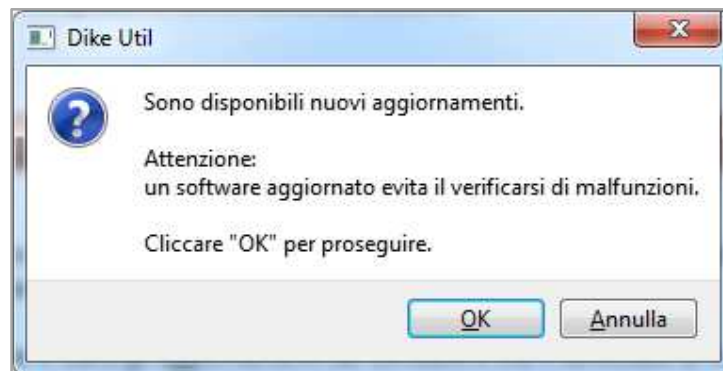 Dike Util
Sono disponibili nuovi aggiornamenti.
Attenzione:
un software aggiornato evita il verificarsi di malfunzioni.
Cliccare "OK" per proseguire.
OK
Annulla